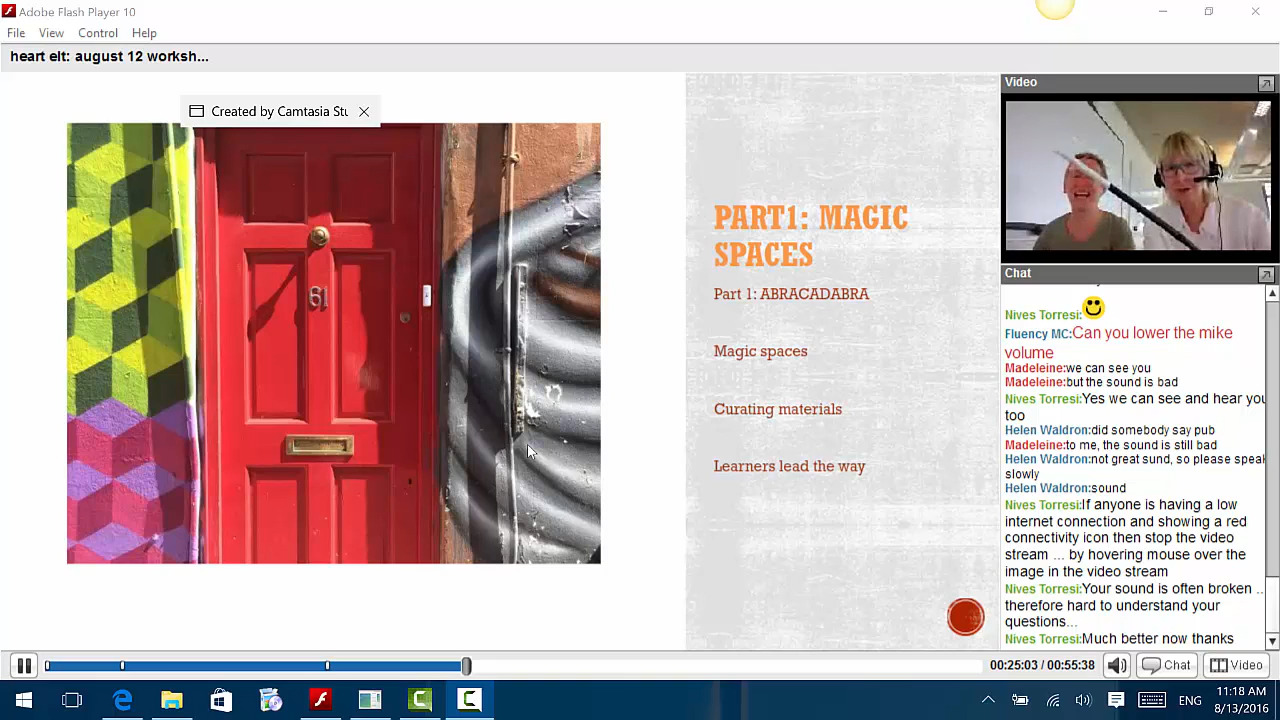 Adobe Flash Player 10
File View Control Help
heart elt: august 12 worksh...
Created by Camtasia Stu
61
PART1: MAGIC
SPACES
Part 1: ABRACADABRA
Magic spaces
Curating materials
Learners lead the way
Video
Chat
Nives Torresi:
Fluency MC:Can you lower the mike
volume
Madeleine:we can see you
Madeleine:but the sound is bad
Nives Torresi:Yes we can see and hear you
too
Helen Waldron:did somebody say pub
Madeleine:to me, the sound is still bad
Helen Waldron:not great sund, so please speak
slowly
Helen Waldron:sound
Nives Torresi:If anyone is having a low
internet connection and showing a red
connectivity icon then stop the video
stream ... by hovering mouse over the
image in the video stream
Nives Torresi:Your sound is often broken ..
therefore hard to understand your
questions...
Nives Torresi:Much better now thanks
00:25:03 / 00:55:38
Chat
Video
ENG
11:18 AM
8/13/2016